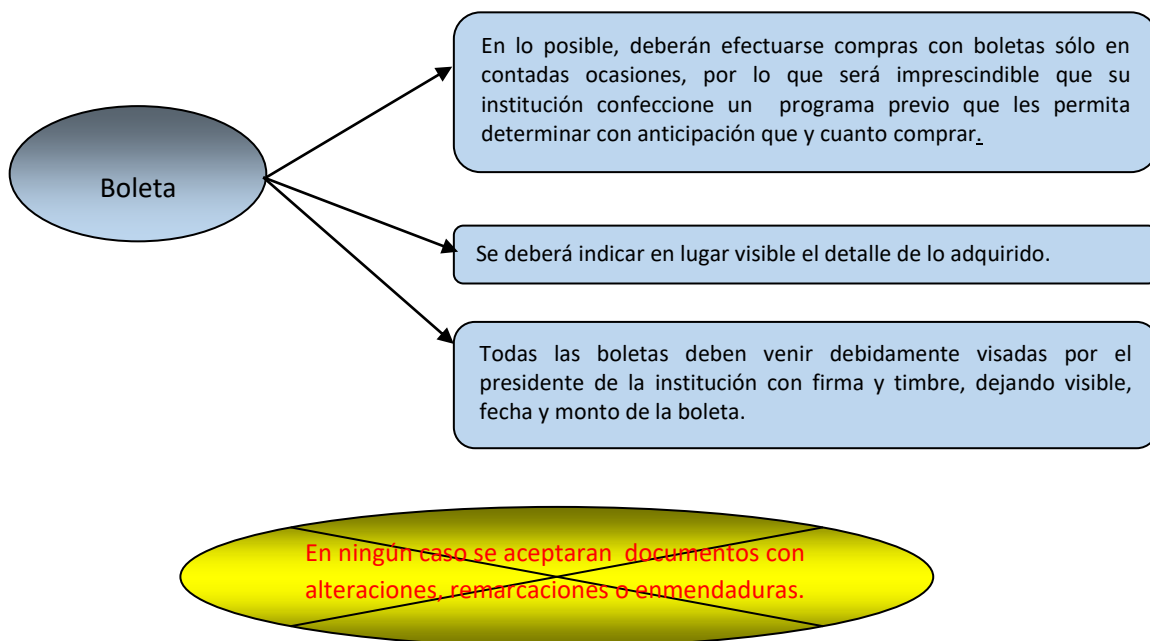 En lo posible, deberán efectuarse compras con boletas sólo en
contadas ocasiones, por lo que será imprescindible que su
institución confeccione un programa previo que les permita
determinar con anticipación que y cuanto comprar.
Boleta
Se deberá indicar en lugar visible el detalle de lo adquirido.
Todas las boletas deben venir debidamente visadas por el
presidente de la institución con firma y timbre, dejando visible,
fecha y monto de la boleta.
En ningún caso se aceptaran documentos con
alteraciones, remarcaciones o enmendaduras.